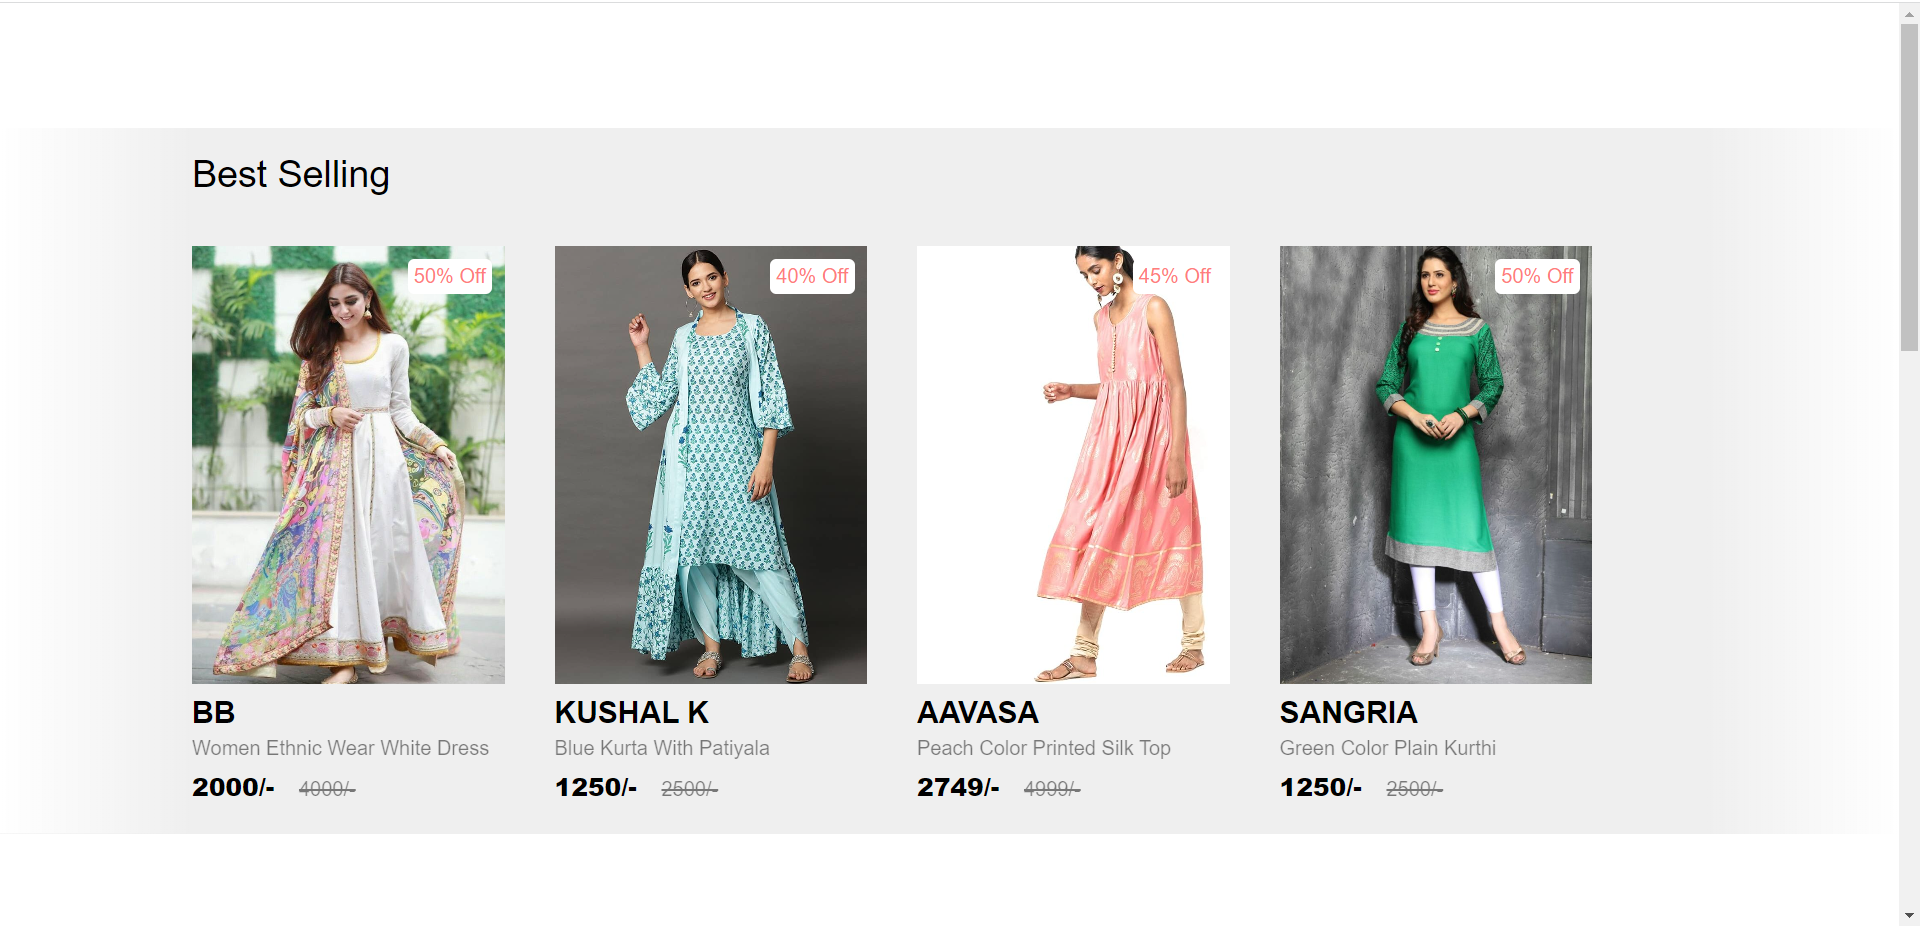 Best Selling
50% Off
40% Off
45% Off
50% Off
BB
Women Ethnic Wear White Dress
2000/- 4000/-
KUSHAL K
Blue Kurta With Patiyala
1250/- 2500/-
AAVASA
Peach Color Printed Silk Top
2749/- 4999/-
SANGRIA
Green Color Plain Kurthi
1250/- 2500/-